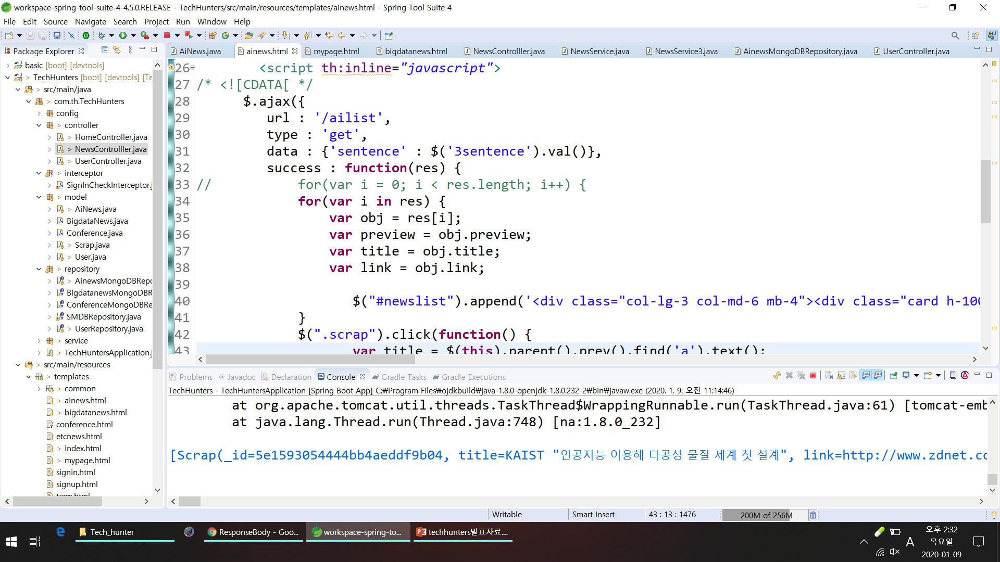 workspace-spring-tool-suite-4-4.5.0.RELEASE - TechHunters/src/main/resources/templates/ainews.html - Spring Tool Suite 4
File Edit Source Navigate Search Project Run Window Help
Package Explorer
basic [boot] [devtools]
> TechHunters [boot] [devtools] [Te
> src/main/java
> com.th.TechHunters
config
> controller
> HomeController.java
> NewsControlller.java
> UserController.java
> interceptor
SignInCheckInterceptor.j
> model
> AiNews.java
BigdataNews.java
Conference.java
> Scrap.java
> User.java
> repository
> AinewsMongoDBRepo
BigdatanewsMongoDBR
ConferenceMongoDBRe
SMDBRepository.java
> UserRepository.java
> service
> TechHuntersApplication.j
> src/main/resources
> templates
> common
> ainews.html
> bigdatanews.html
conference.html
etcnews.html
> index.html
> mypage.html
signin.html
signup.html
term.html
AiNews.java ainews.html mypage.html bigdatanews.html NewsControlller.java NewsService.java NewsService3.java AinewsMongoDBRepository.java UserController.java
26 <script th:inline="javascript">
27 /* <![CDATA[ */
28 $.ajax({
29 url : '/ailist',
30 type : 'get',
31 data : {'sentence' : $('3sentence').val()},
32 success : function(res) {
33 // for(var i = 0; i < res.length; i++) {
34 for(var i in res) {
35 var obj = res[i];
36 var preview = obj.preview;
37 var title = obj.title;
38 var link = obj.link;
39
40 $("#newslist").append('<div class="col-lg-3 col-md-6 mb-4"><div class="card h-100
41 }
42 $(".scrap").click(function() {
43 var title = $(this).parent().prev().find('a').text();
Problems Javadoc Declaration Console Gradle Tasks Gradle Executions
TechHunters - TechHuntersApplication [Spring Boot App] C:₩Program Files₩ojdkbuild₩java-1.8.0-openjdk-1.8.0.232-2₩bin₩javaw.exe (2020. 1. 9. 오전 11:14:46)
at org.apache.tomcat.util.threads.TaskThread$WrappingRunnable.run(TaskThread.java:61) [tomcat-emb
at java.lang.Thread.run(Thread.java:748) [na:1.8.0_232]
[Scrap(_id=5e1593054444bb4aeddf9b04, title=KAIST "인공지능 이용해 다공성 물질 세계 첫 설계", link=http://www.zdnet.co
Writable Smart Insert 43 : 13 : 1476 200M of 256M
Tech_hunter ResponseBody - Goo... workspace-spring-to... techhunters발표자료....
A
오후 2:32
목요일
2020-01-09